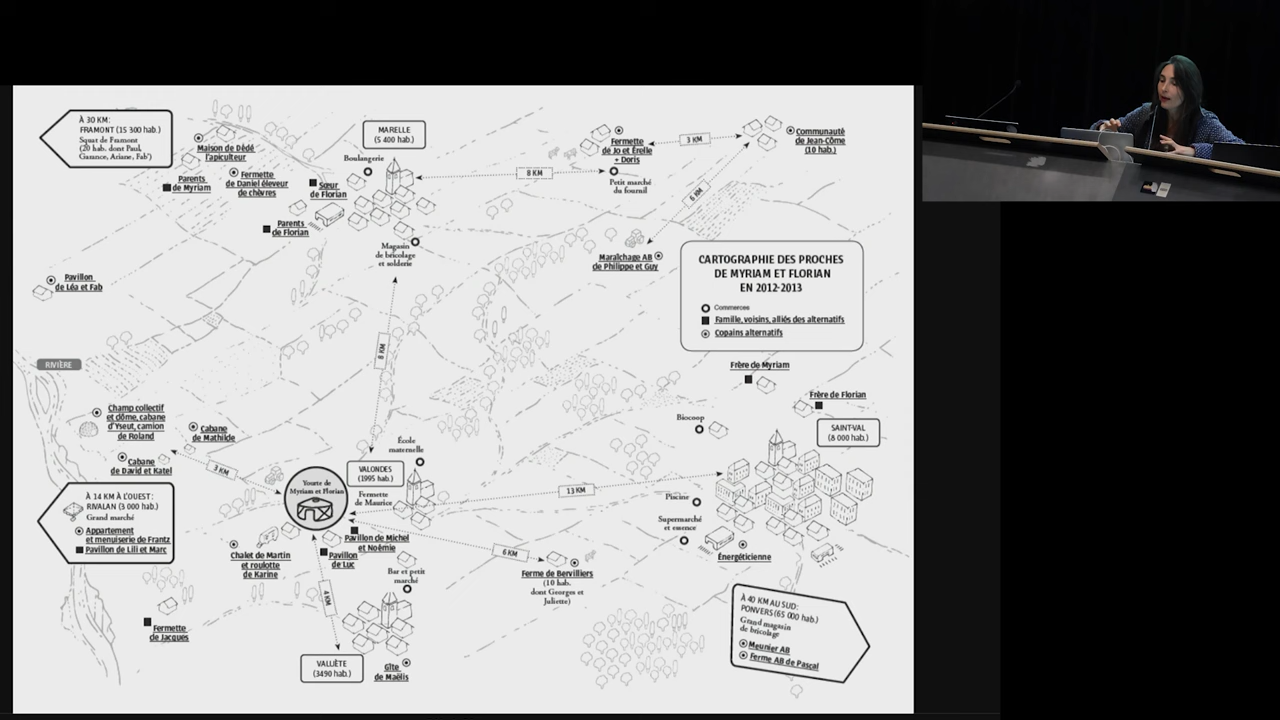 À 30 KM:
FRAMONT (15 300 hab.)
Squat de Framont
(20 hab. dont Paul,
Garance, Ariane, Fab')
Maison de Dédé
l'apiculteur
Parents
de Myriam
Fermette
de Daniel éleveur
de chèvres
Sœur
de Florian
Parents
de Florian
MARELLE
(5 400 hab.)
Boulangerie
Magasin
de bricolage
et solderie
8 KM
Fermette
de Jo et Érelle
+ Doris
Petit marché
du fournil
3 KM
Communauté
de Jean-Côme
(10 hab.)
6 KM
Maraîchage AB
de Philippe et Guy
Pavillon
de Léa et Fab
CARTOGRAPHIE DES PROCHES
DE MYRIAM ET FLORIAN
EN 2012-2013
Commerces
Famille, voisins, alliés des alternatifs
Copains alternatifs
RIVIÈRE
8 KM
Frère de Myriam
Frère de Florian
SAINT-VAL
(8 000 hab.)
Biocoop
Champ collectif
et dôme, cabane
d'Yseut, camion
de Roland
Cabane
de Mathilde
Cabane
de David et Katel
3 KM
École
maternelle
VALONDES
(1995 hab.)
Yourte de
Myriam et Florian
Fermette
de Maurice
13 KM
Piscine
Supermarché
et essence
Énergéticienne
À 14 KM À L'OUEST:
RIVALAN (3 000 hab.)
Grand marché
Appartement
et menuiserie de Frantz
Pavillon de Lili et Marc
Chalet de Martin
et roulotte
de Karine
Pavillon de Michel
et Noëmie
Pavillon
de Luc
6 KM
Ferme de Bervilliers
(10 hab.
dont Georges et
Juliette)
Bar et petit
marché
4 KM
Fermette
de Jacques
VALUÈTE
(3490 hab.)
Gîte
de Maëlis
À 40 KM AU SUD:
PONVERS (65 000 hab.)
Grand magasin
de bricolage
Meunier AB
Ferme AB de Pascal